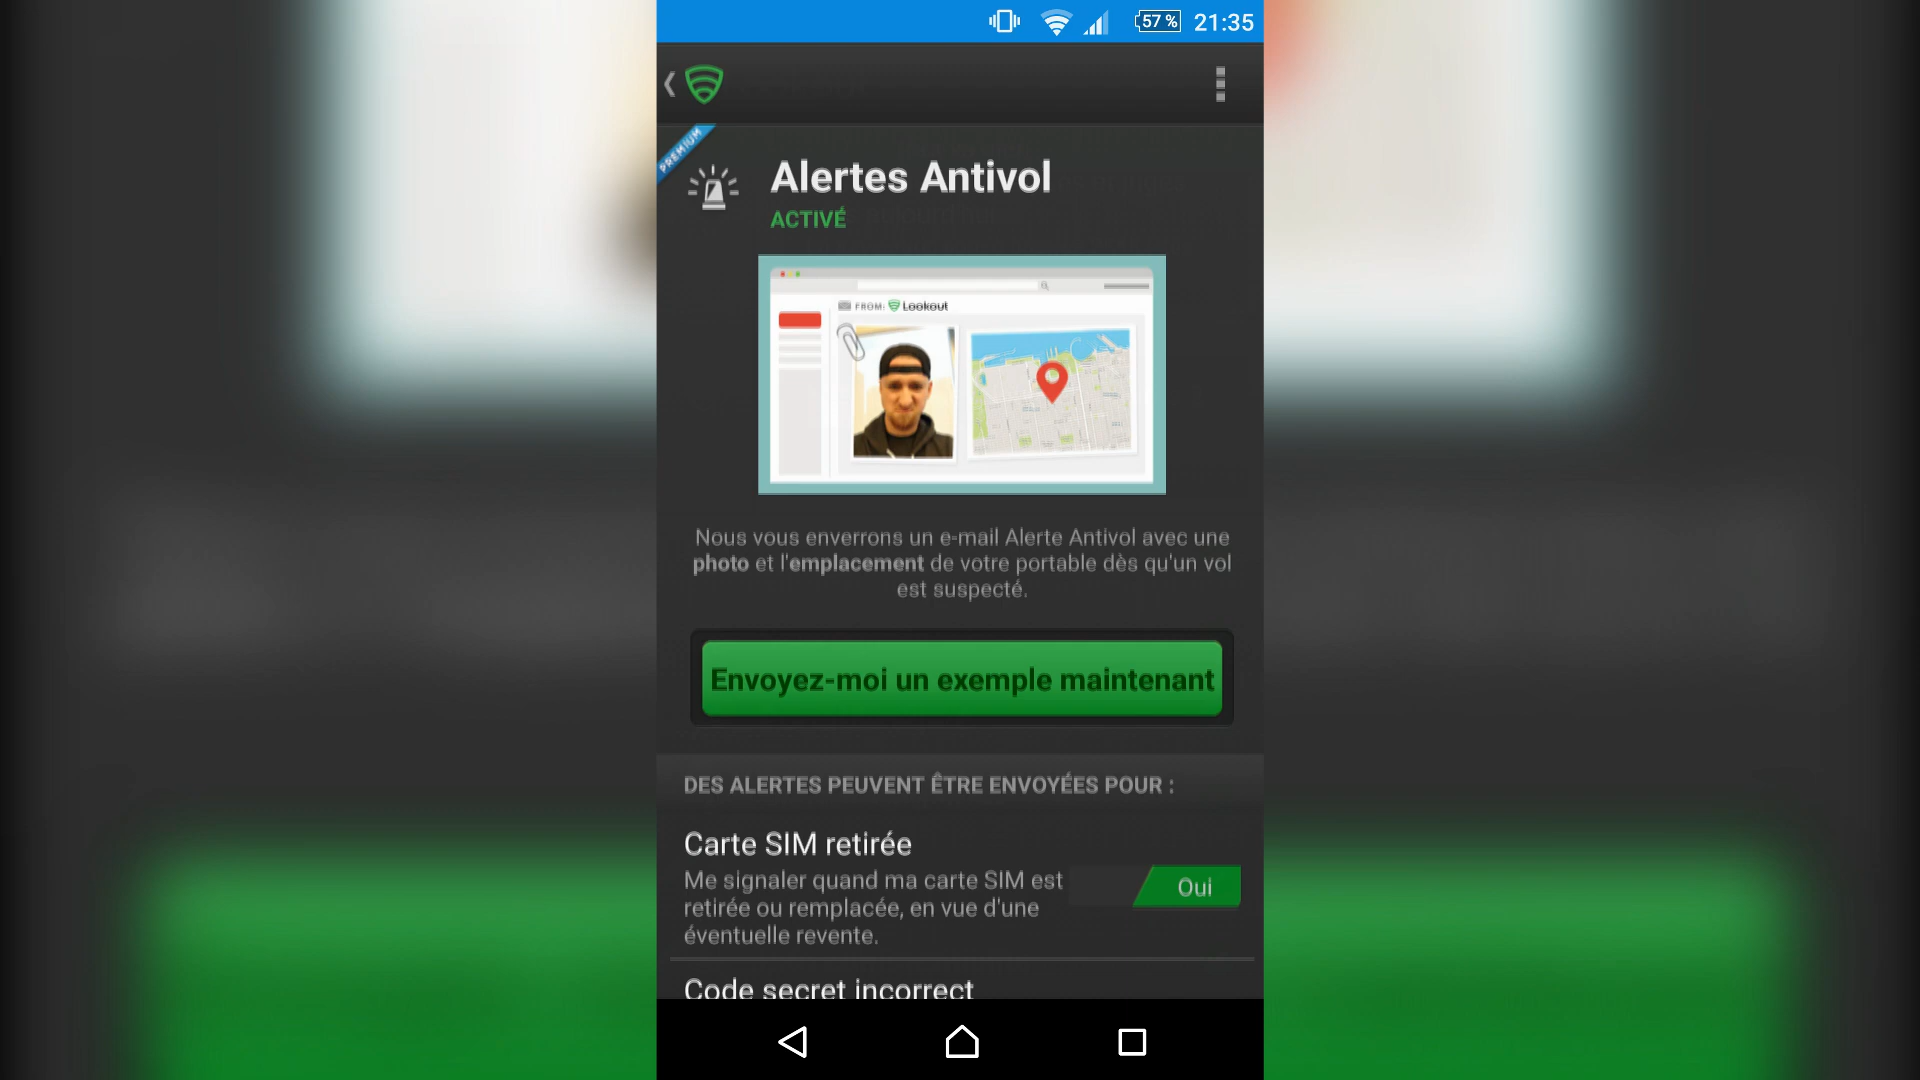 57 % 21:35
PREMIUM
Alertes Antivol
ACTIVÉ
FROM: Lookout
Nous vous enverrons un e-mail Alerte Antivol avec une
photo et l'emplacement de votre portable dès qu'un vol
est suspecté.
Envoyez-moi un exemple maintenant
DES ALERTES PEUVENT ÊTRE ENVOYÉES POUR :
Carte SIM retirée
Me signaler quand ma carte SIM est
retirée ou remplacée, en vue d'une
éventuelle revente.
Oui
Code secret incorrect